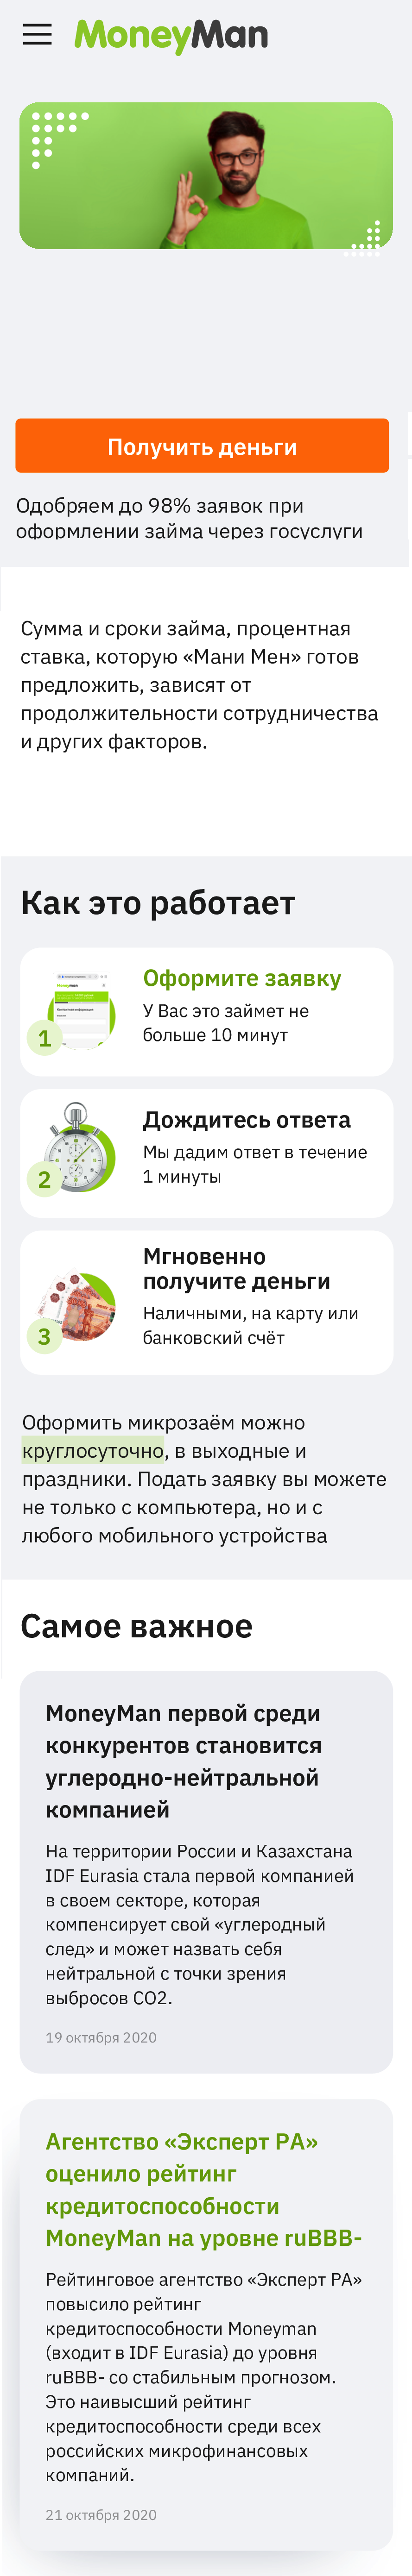 MoneyMan
Получить деньги
Одобряем до 98% заявок при
оформлении займа через госуслуги
Сумма и сроки займа, процентная
ставка, которую «Мани Мен» готов
предложить, зависят от
продолжительности сотрудничества
и других факторов.
Как это работает
Оформите заявку
У Вас это займет не
больше 10 минут
1
Дождитесь ответа
Мы дадим ответ в течение
1 минуты
2
Мгновенно
получите деньги
Наличными, на карту или
банковский счёт
3
Оформить микрозаём можно
круглосуточно, в выходные и
праздники. Подать заявку вы можете
не только с компьютера, но и с
любого мобильного устройства
Самое важное
MoneyMan первой среди
конкурентов становится
углеродно-нейтральной
компанией
На территории России и Казахстана
IDF Eurasia стала первой компанией
в своем секторе, которая
компенсирует свой «углеродный
след» и может назвать себя
нейтральной с точки зрения
выбросов CO2.
19 октября 2020
Агентство «Эксперт РА»
оценило рейтинг
кредитоспособности
MoneyMan на уровне ruBBB-
Рейтинговое агентство «Эксперт РА»
повысило рейтинг
кредитоспособности Moneyman
(входит в IDF Eurasia) до уровня
ruBBB- со стабильным прогнозом.
Это наивысший рейтинг
кредитоспособности среди всех
российских микрофинансовых
компаний.
21 октября 2020